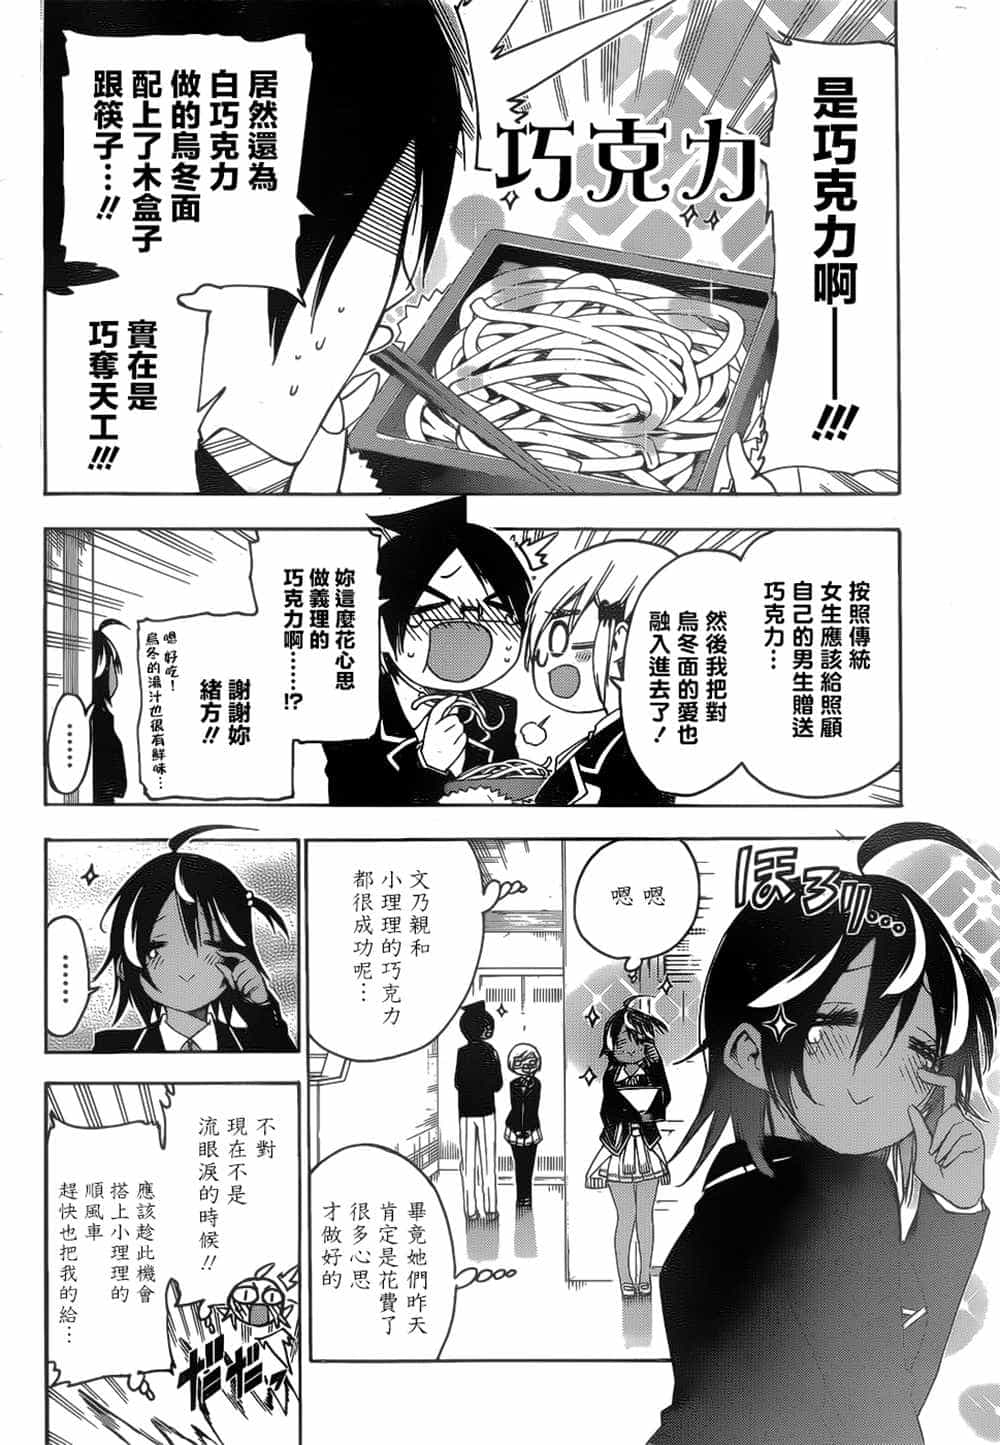 是巧克力啊——!!!
巧克力
居然還為
白巧克力
做的烏冬面
配上了木盒子
跟筷子…!!
實在是
巧奪天工!!!
按照傳統
女生應該給照顧
自己的男生贈送
巧克力…
然後我把對
烏冬面的愛也
融入進去了！
妳這麼花心思
做義理的
巧克力啊……!?
謝謝妳
緒方!!
嗯 好吃！
烏冬的湯汁也很有鮮味…
……
ほろり…
嗯嗯
文乃親和
小理理的巧克力
都很成功呢…
畢竟她們昨天
肯定是花費了
很多心思
才做好的
……
不對
現在不是
流眼淚的時候!!
應該趁此機會
搭上小理理的
順風車
趕快也把我的給…